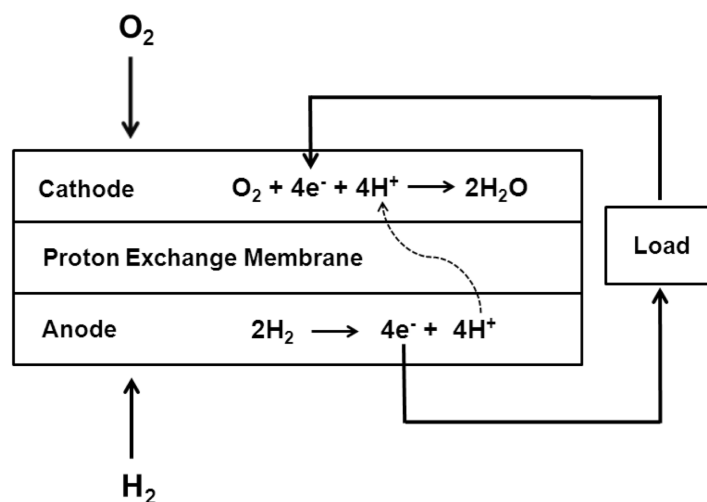 O₂
Cathode O₂ + 4e⁻ + 4H⁺ ⟶ 2H₂O
Proton Exchange Membrane
Load
Anode 2H₂ ⟶ 4e⁻ + 4H⁺
H₂